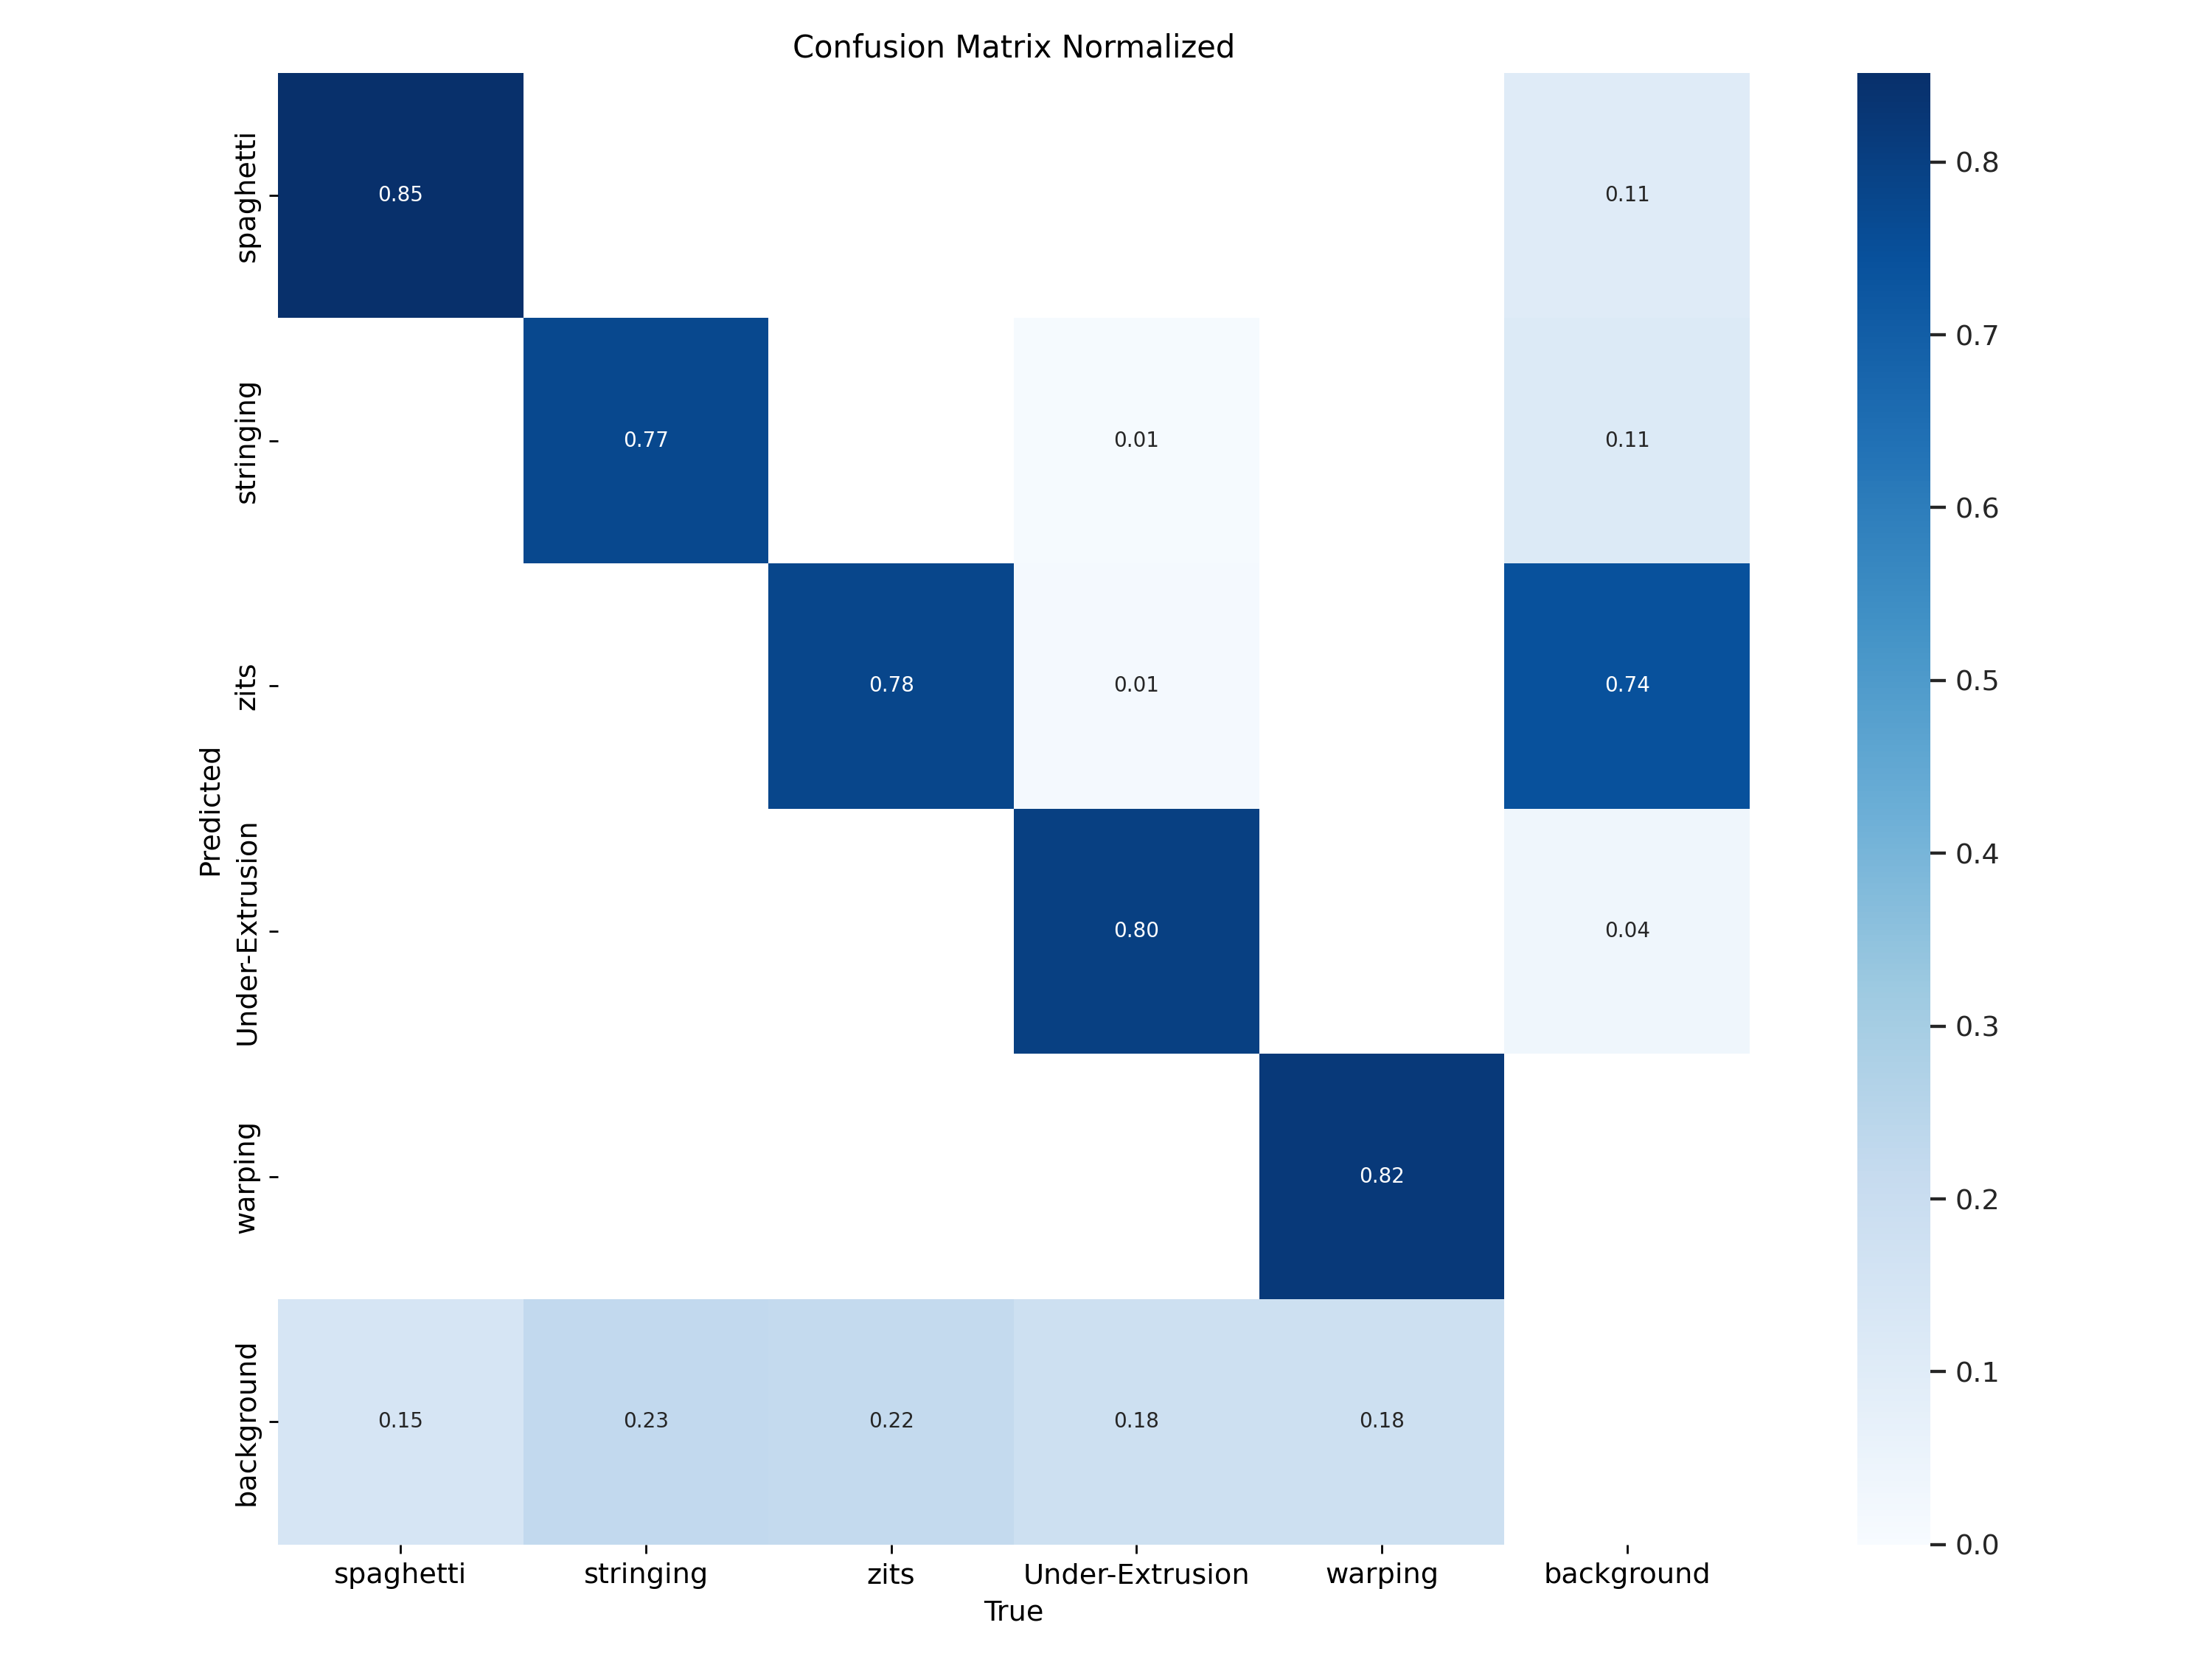 Confusion Matrix Normalized
spaghetti
0.85
0.11
stringing
0.77
0.01
0.11
zits
0.78
0.01
0.74
Under-Extrusion
0.80
0.04
warping
0.82
background
0.15
0.23
0.22
0.18
0.18
Predicted
spaghetti
stringing
zits
Under-Extrusion
warping
background
True
0.8
0.7
0.6
0.5
0.4
0.3
0.2
0.1
0.0